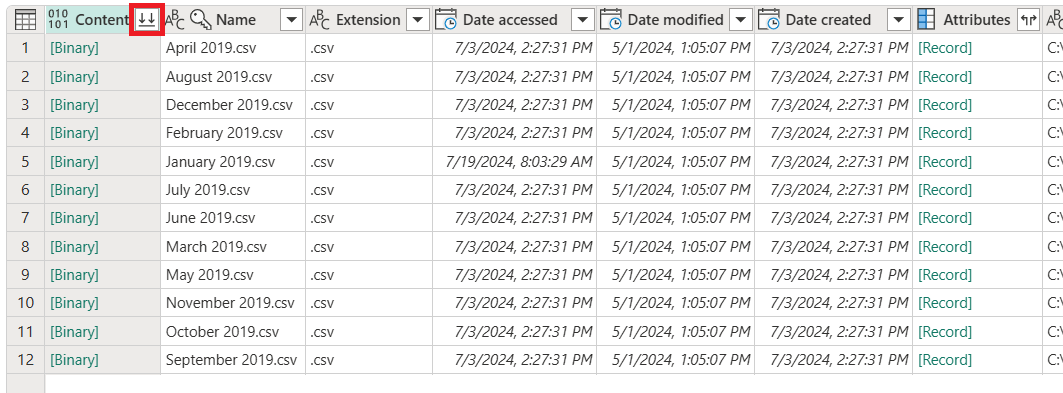 010 101 Content ABC Name ABC Extension Date accessed Date modified Date created Attributes ABC
1 [Binary] April 2019.csv .csv 7/3/2024, 2:27:31 PM 5/1/2024, 1:05:07 PM 7/3/2024, 2:27:31 PM [Record] C:\
2 [Binary] August 2019.csv .csv 7/3/2024, 2:27:31 PM 5/1/2024, 1:05:07 PM 7/3/2024, 2:27:31 PM [Record] C:\
3 [Binary] December 2019.csv .csv 7/3/2024, 2:27:31 PM 5/1/2024, 1:05:07 PM 7/3/2024, 2:27:31 PM [Record] C:\
4 [Binary] February 2019.csv .csv 7/3/2024, 2:27:31 PM 5/1/2024, 1:05:07 PM 7/3/2024, 2:27:31 PM [Record] C:\
5 [Binary] January 2019.csv .csv 7/19/2024, 8:03:29 AM 5/1/2024, 1:05:07 PM 7/3/2024, 2:27:31 PM [Record] C:\
6 [Binary] July 2019.csv .csv 7/3/2024, 2:27:31 PM 5/1/2024, 1:05:07 PM 7/3/2024, 2:27:31 PM [Record] C:\
7 [Binary] June 2019.csv .csv 7/3/2024, 2:27:31 PM 5/1/2024, 1:05:07 PM 7/3/2024, 2:27:31 PM [Record] C:\
8 [Binary] March 2019.csv .csv 7/3/2024, 2:27:31 PM 5/1/2024, 1:05:07 PM 7/3/2024, 2:27:31 PM [Record] C:\
9 [Binary] May 2019.csv .csv 7/3/2024, 2:27:31 PM 5/1/2024, 1:05:07 PM 7/3/2024, 2:27:31 PM [Record] C:\
10 [Binary] November 2019.csv .csv 7/3/2024, 2:27:31 PM 5/1/2024, 1:05:07 PM 7/3/2024, 2:27:31 PM [Record] C:\
11 [Binary] October 2019.csv .csv 7/3/2024, 2:27:31 PM 5/1/2024, 1:05:07 PM 7/3/2024, 2:27:31 PM [Record] C:\
12 [Binary] September 2019.csv .csv 7/3/2024, 2:27:31 PM 5/1/2024, 1:05:07 PM 7/3/2024, 2:27:31 PM [Record] C:\